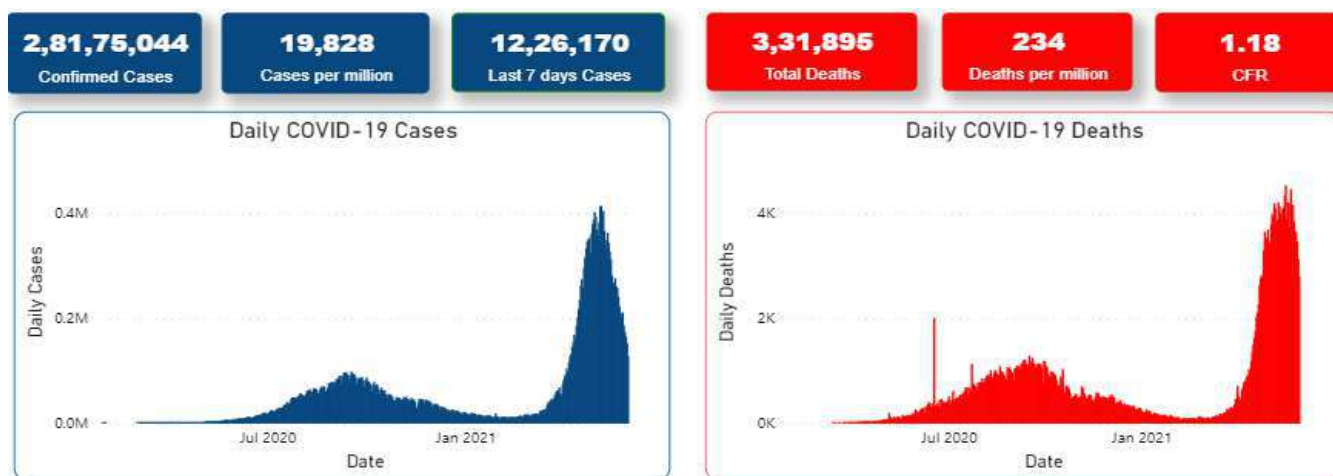 2,81,75,044
Confirmed Cases
19,828
Cases per million
12,26,170
Last 7 days Cases
3,31,895
Total Deaths
234
Deaths per million
1.18
CFR
Daily COVID-19 Cases
0.4M
0.2M
0.0M
Daily Cases
Jul 2020
Jan 2021
Date
Daily COVID-19 Deaths
4K
2K
0K
Daily Deaths
Jul 2020
Jan 2021
Date